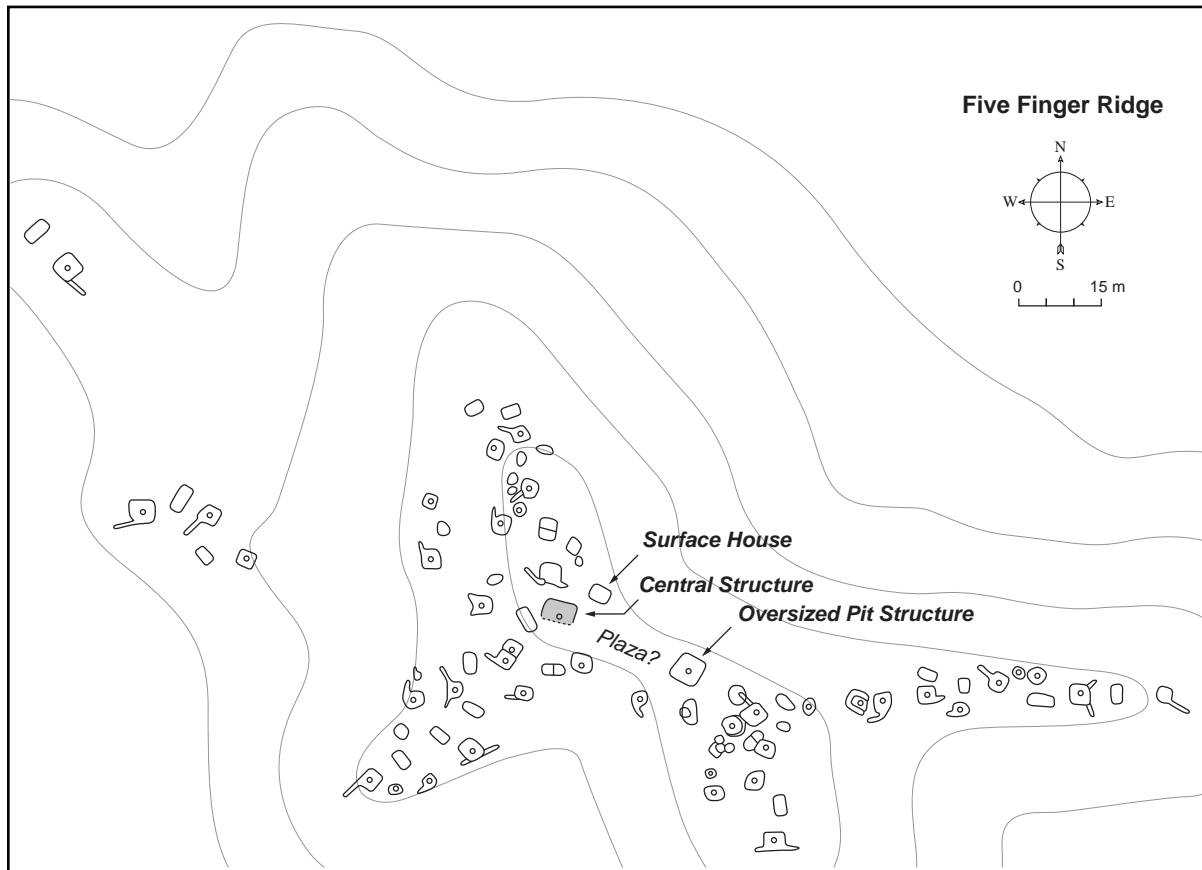 Five Finger Ridge
N
W E
S
0 15 m
Surface House
Central Structure
Oversized Pit Structure
Plaza?